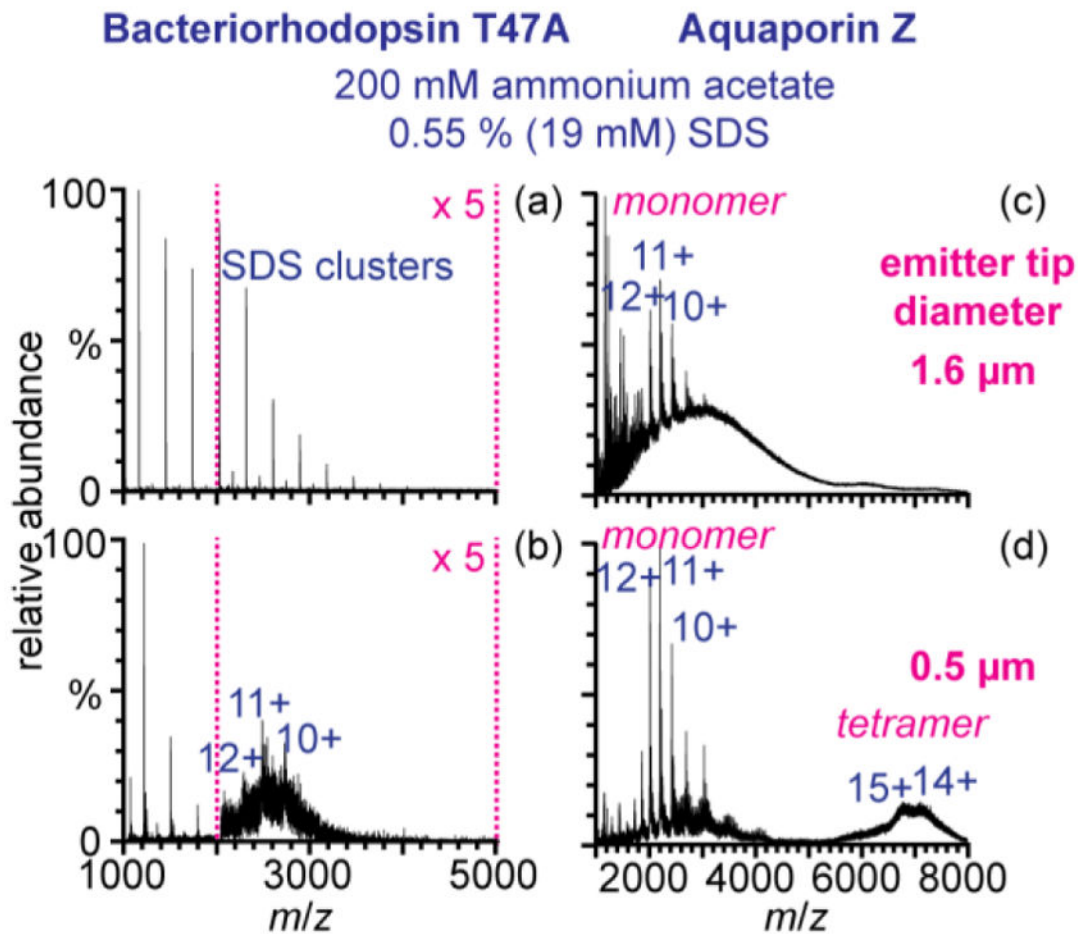 Bacteriorhodopsin T47A Aquaporin Z
200 mM ammonium acetate
0.55 % (19 mM) SDS
relative abundance
100
%
0
x 5
(a)
SDS clusters
monomer
11+
12+
10+
(c)
emitter tip
diameter
1.6 µm
100
%
0
x 5
(b)
11+
12+
10+
1000 3000 5000
m/z
monomer
12+ 11+
10+
(d)
0.5 µm
tetramer
15+ 14+
2000 4000 6000 8000
m/z